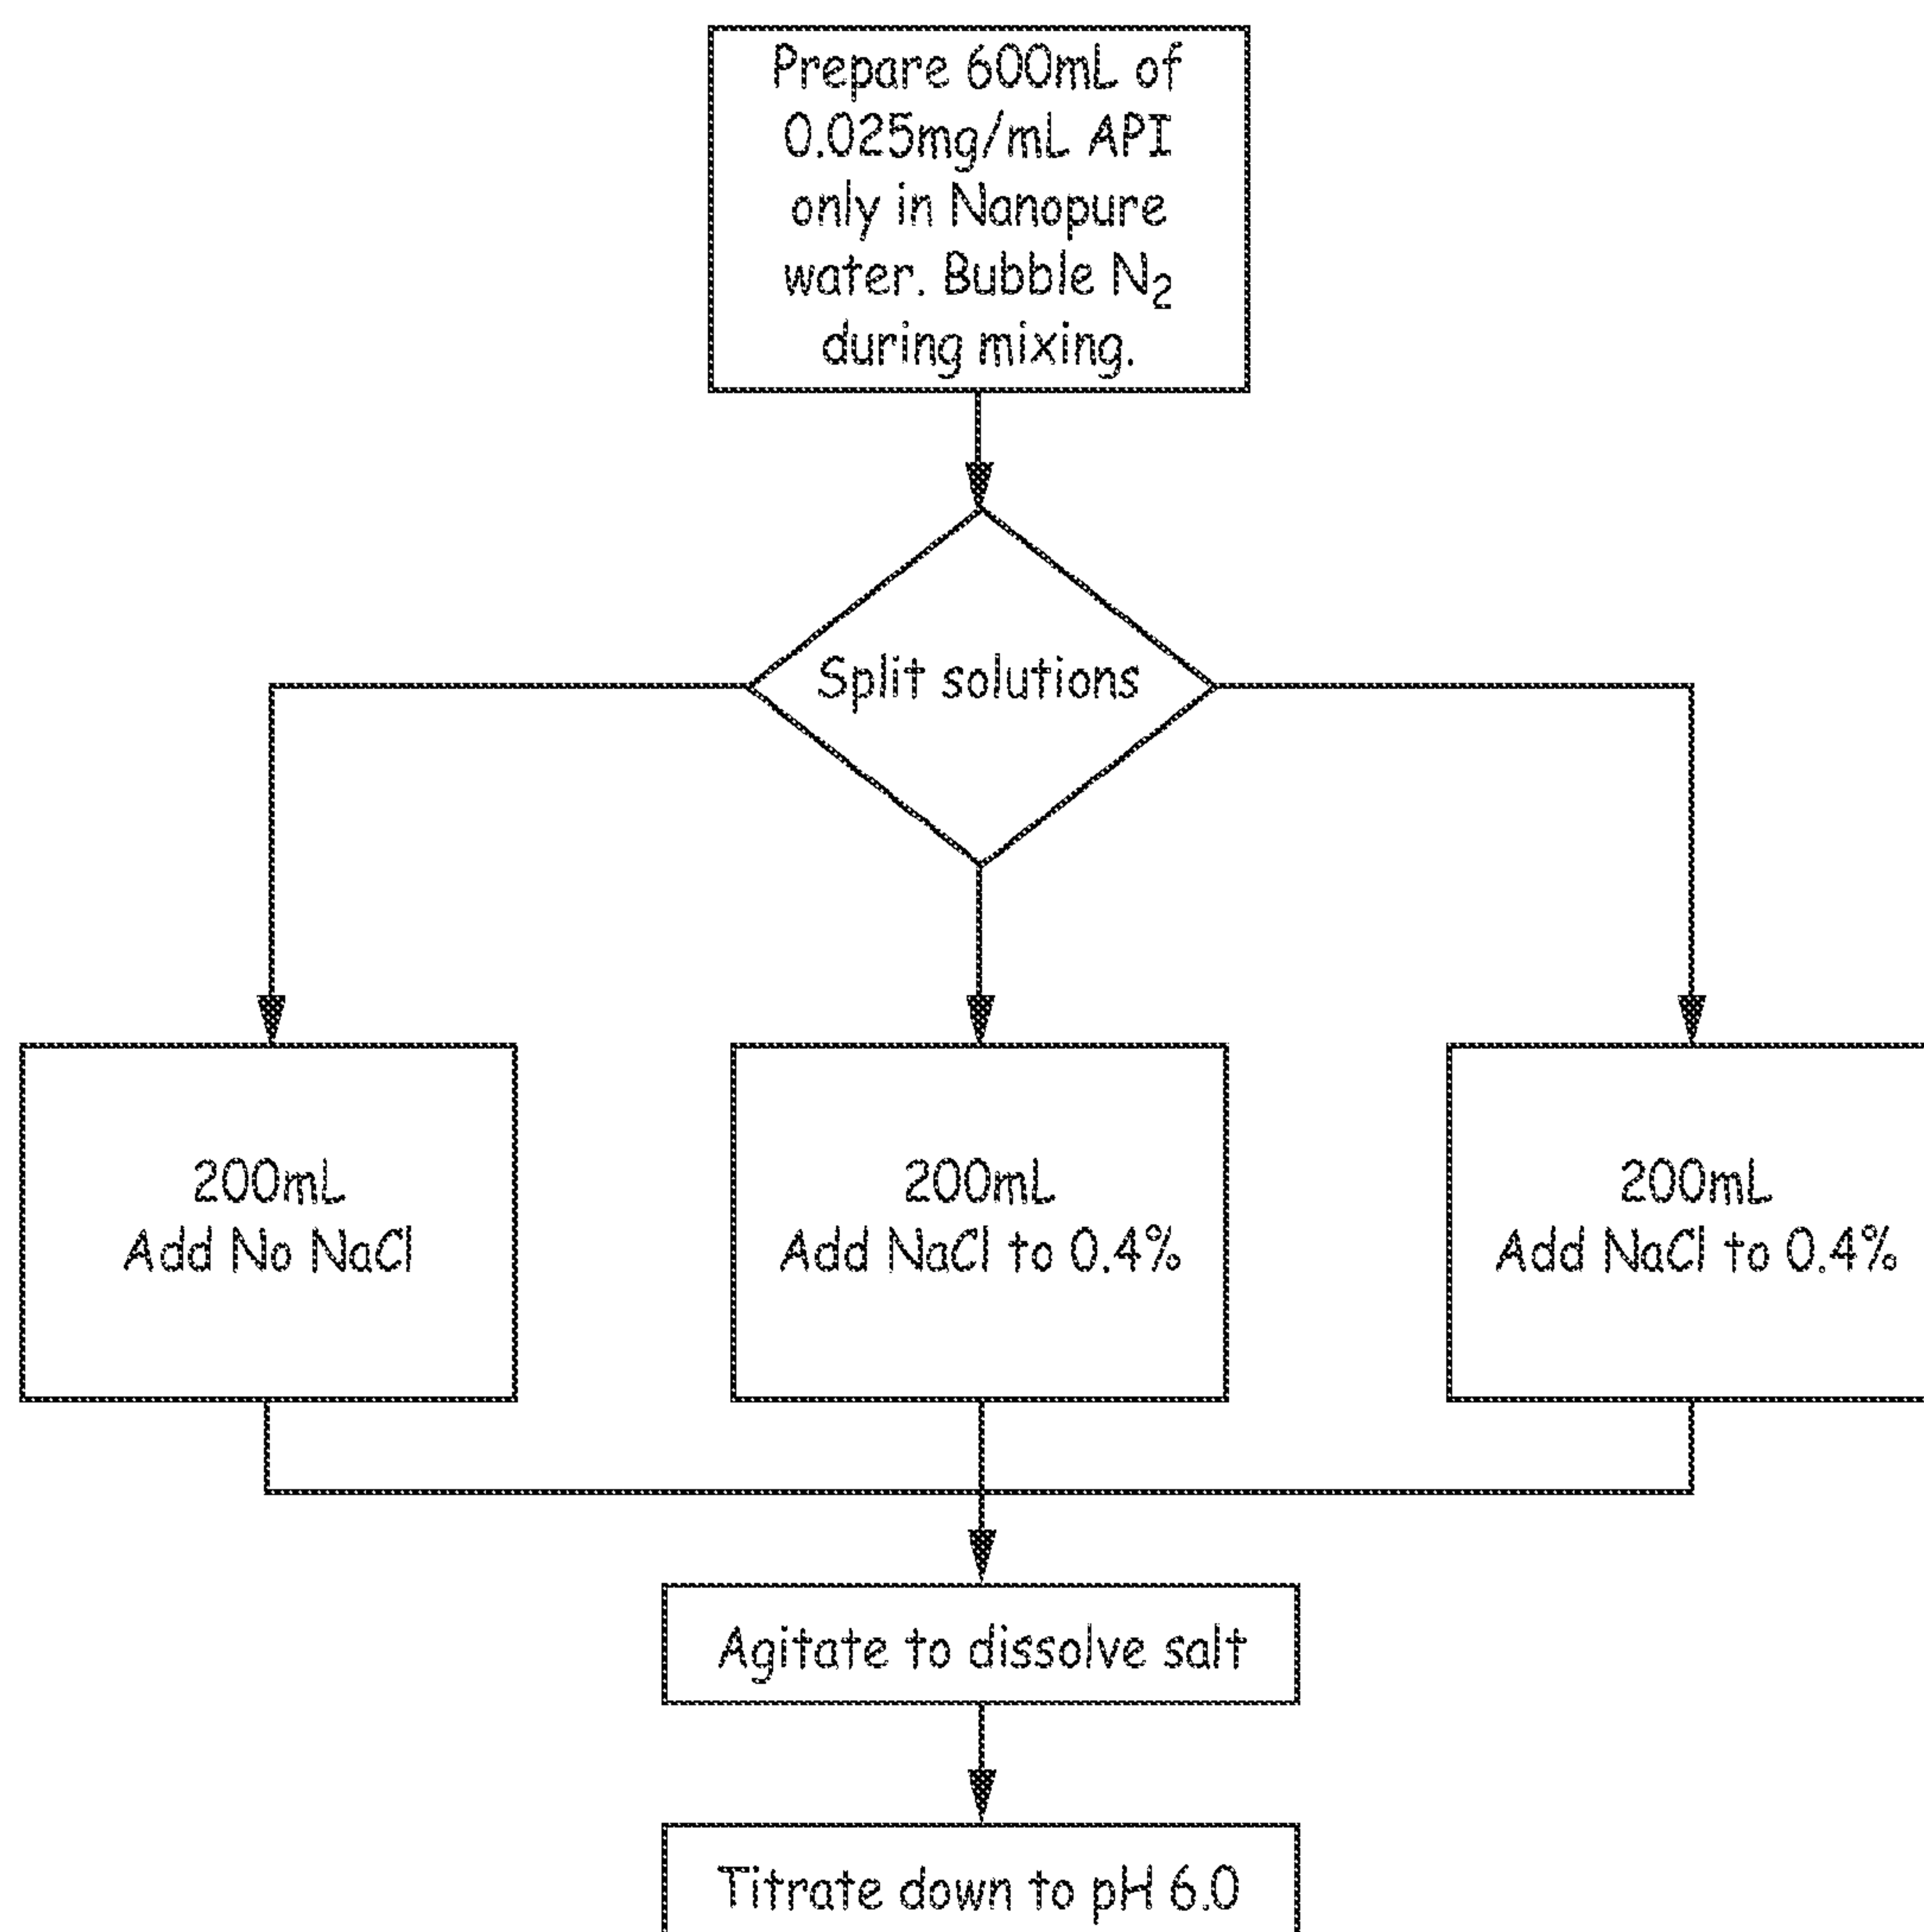 Prepare 600mL of
0.025mg/mL API
only in Nanopure
water. Bubble N₂
during mixing.
Split solutions
200mL
Add No NaCl
200mL
Add NaCl to 0.4%
200mL
Add NaCl to 0.4%
Agitate to dissolve salt
Titrate down to pH 6.0